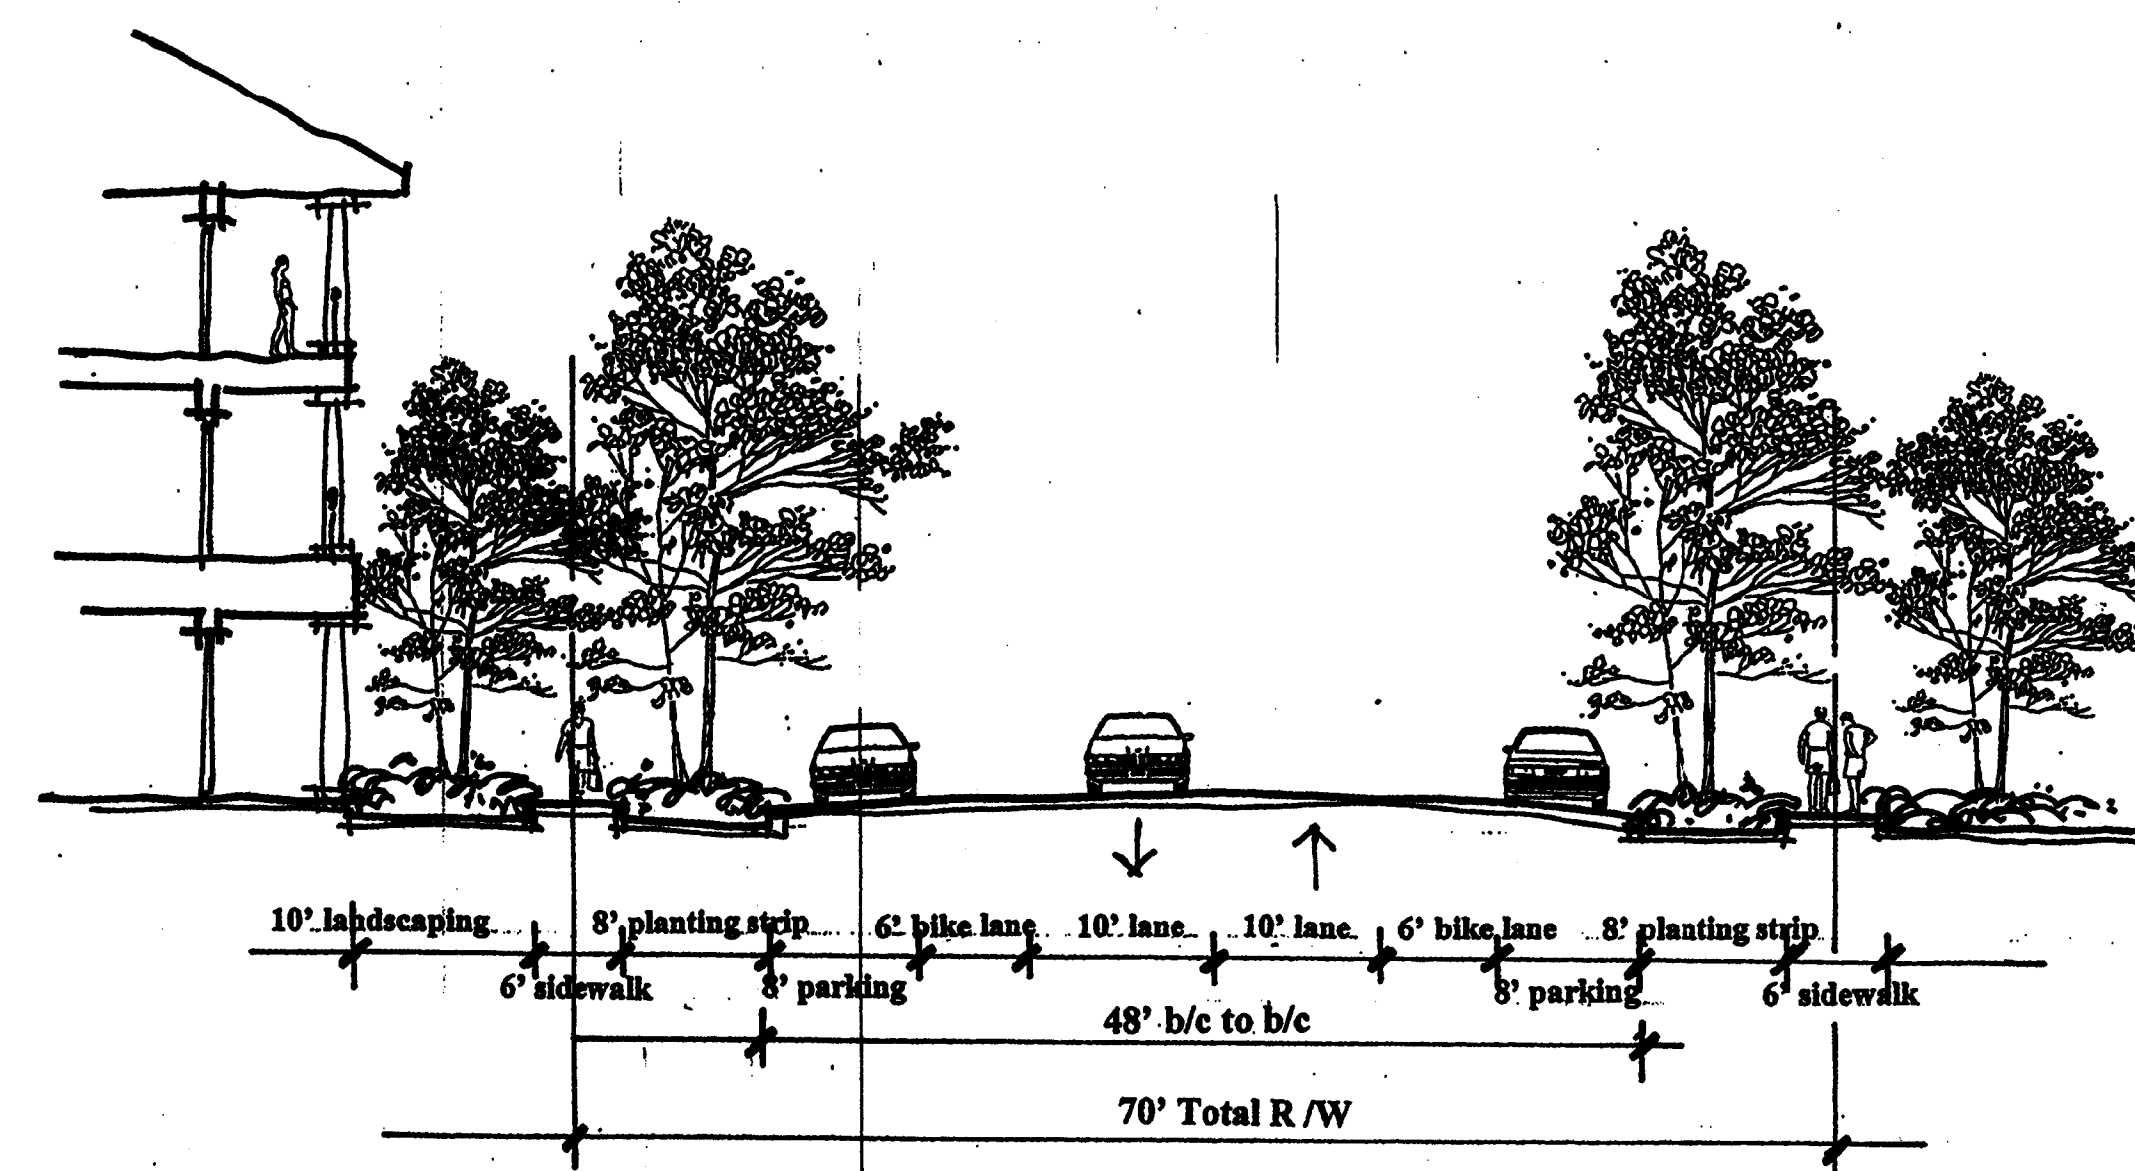 10' landscaping
8' planting strip
6' bike lane
10' lane
10' lane
6' bike lane
8' planting strip
6' sidewalk
8' parking
8' parking
6' sidewalk
48' b/c to b/c
70' Total R /W